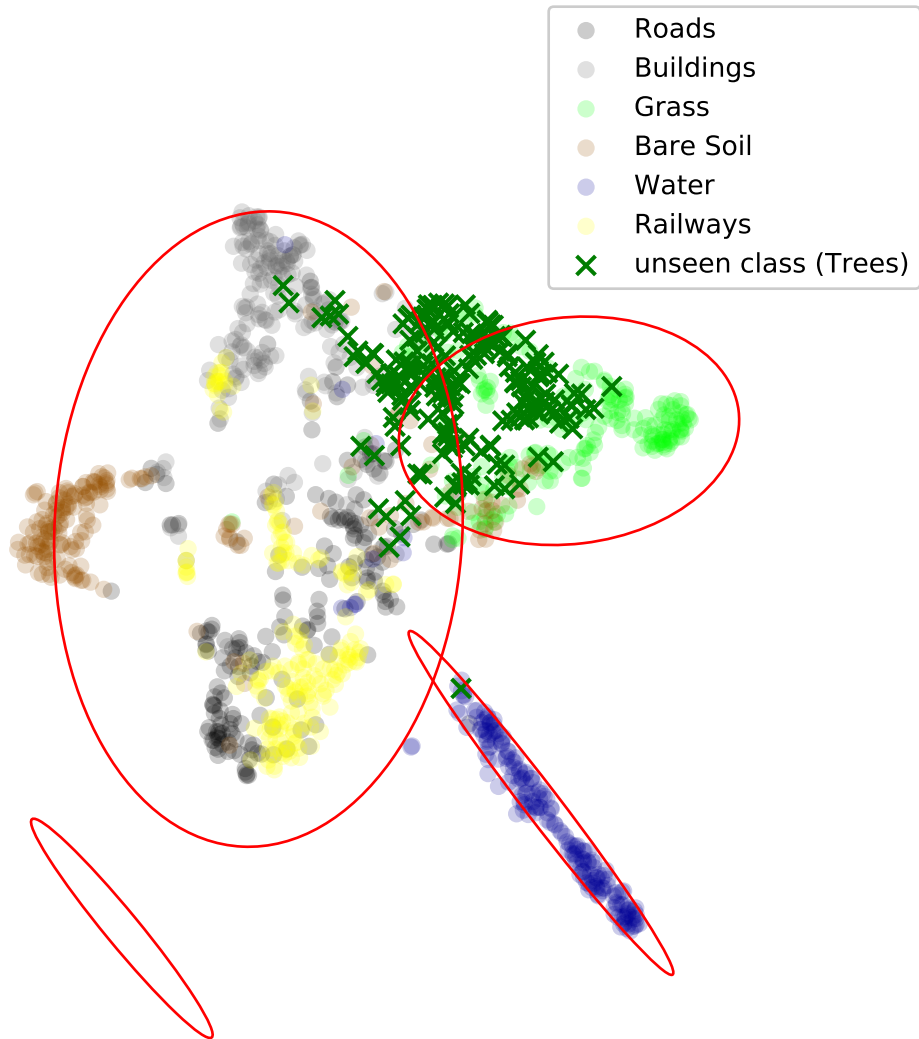 Roads
Buildings
Grass
Bare Soil
Water
Railways
unseen class (Trees)